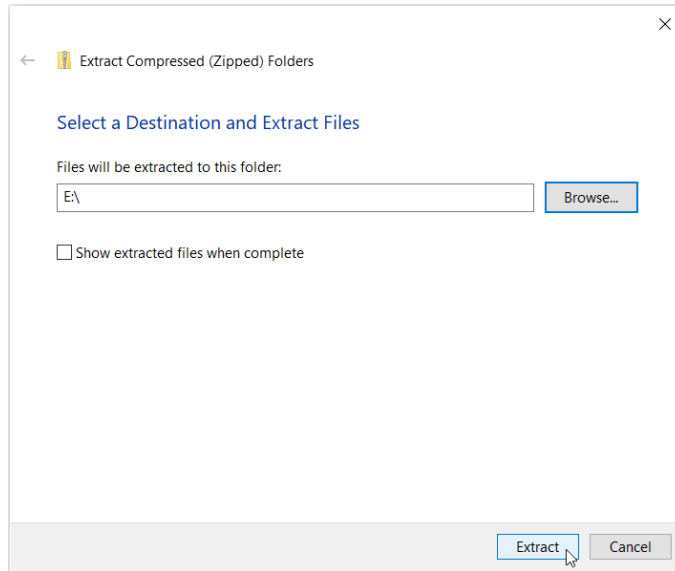 Extract Compressed (Zipped) Folders
Select a Destination and Extract Files
Files will be extracted to this folder:
E:\
Browse...
Show extracted files when complete
Extract
Cancel